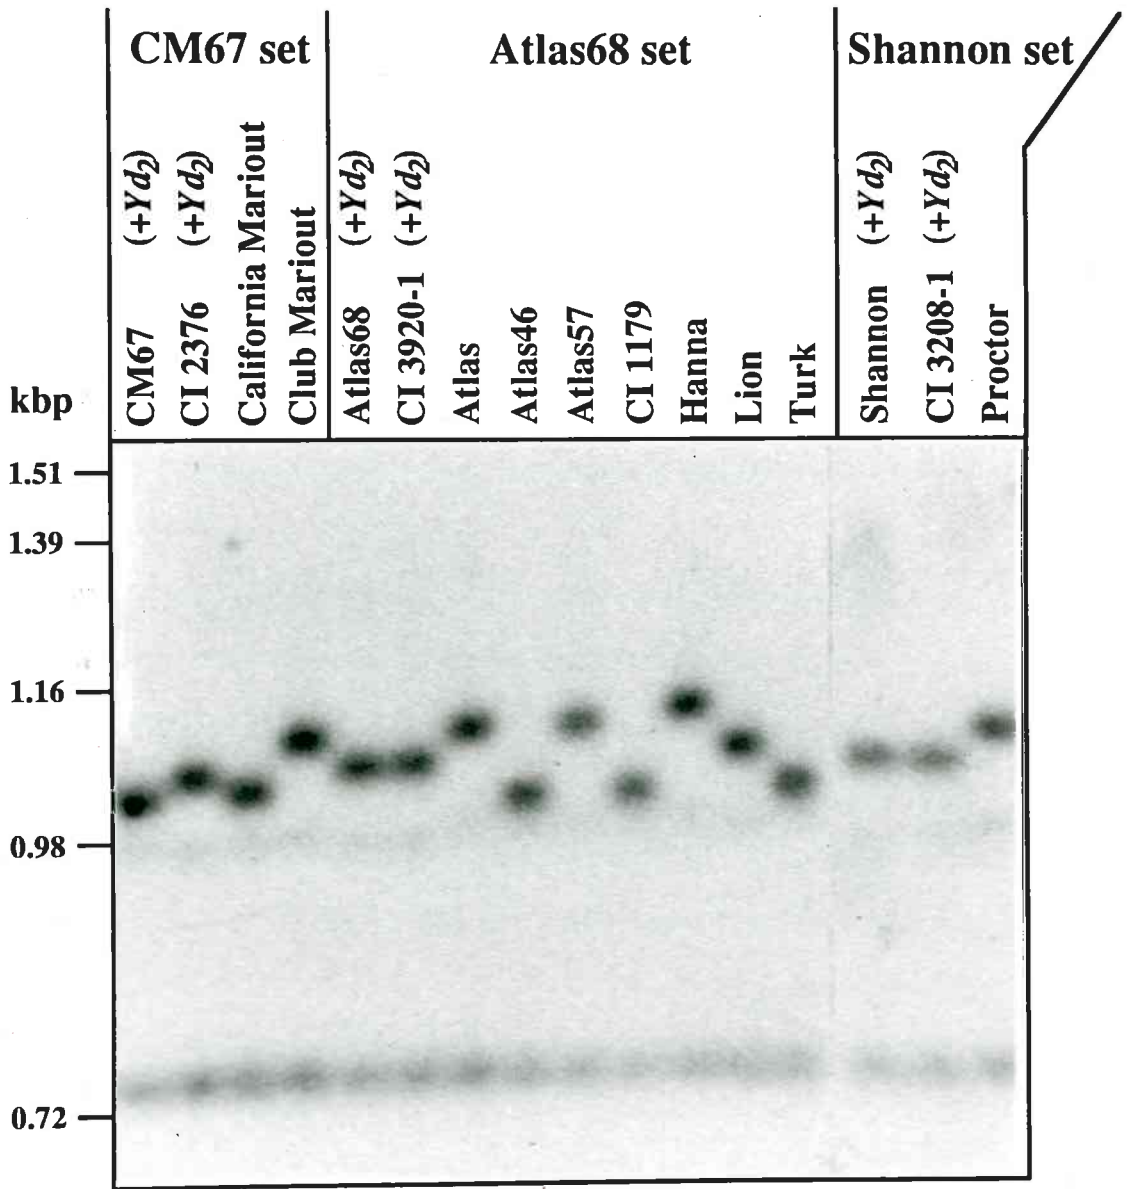 CM67 set
Atlas68 set
Shannon set
CM67 (+Yd2)
CI 2376 (+Yd2)
California Mariout
Club Mariout
Atlas68 (+Yd2)
CI 3920-1 (+Yd2)
Atlas
Atlas46
Atlas57
CI 1179
Hanna
Lion
Turk
Shannon (+Yd2)
CI 3208-1 (+Yd2)
Proctor
kbp
1.51
1.39
1.16
0.98
0.72